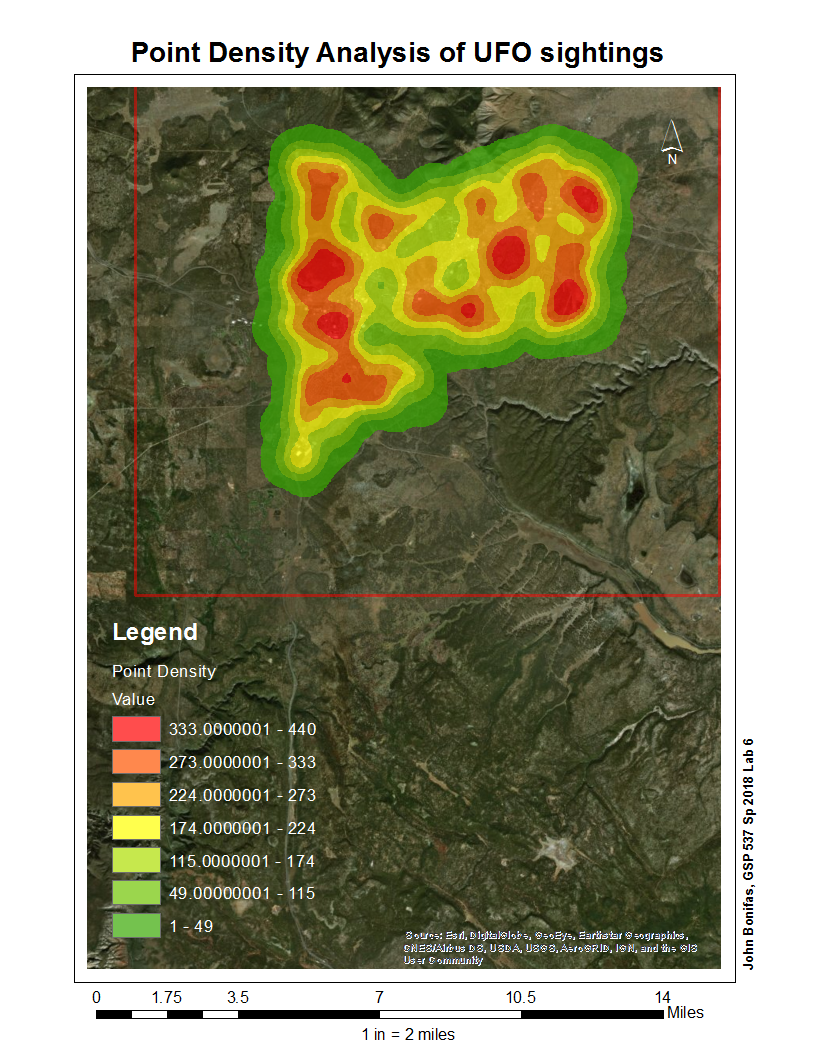 Point Density Analysis of UFO sightings
N
Legend
Point Density
Value
333.0000001 - 440
273.0000001 - 333
224.0000001 - 273
174.0000001 - 224
115.0000001 - 174
49.00000001 - 115
1 - 49
Source: Esri, DigitalGlobe, GeoEye, Earthstar Geographics,
CNES/Airbus DS, USDA, USGS, AeroGRID, IGN, and the GIS
User Community
John Bonifas, GSP 537 Sp 2018 Lab 6
0 1.75 3.5 7 10.5 14
Miles
1 in = 2 miles